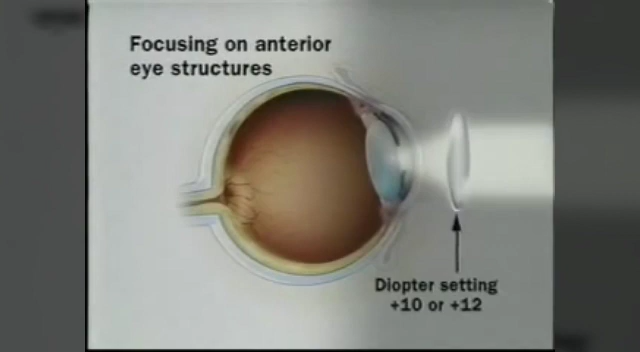 Focusing on anterior
eye structures
Diopter setting
+10 or +12